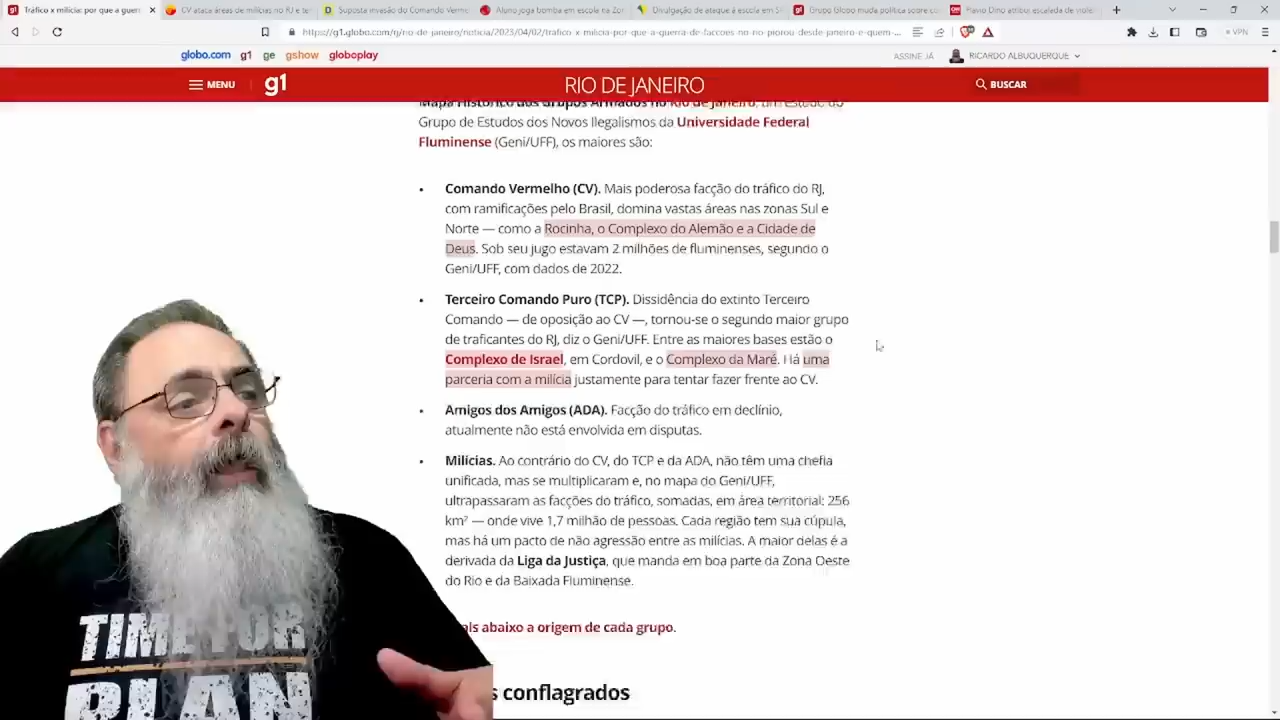 Tráfico x milícia: por que a guerr
CV ataca áreas de milícias no RJ e te
Suposta invasão do Comando Verme
Aluno joga bomba em escola na Zon
Divulgação de ataque à escola em S
Grupo Globo muda política sobre co
Flávio Dino atribui escalada de viole
https://g1.globo.com/rj/rio-de-janeiro/noticia/2023/04/02/trafico-x-milicia-por-que-a-guerra-de-faccoes-no-rio-piorou-desde-janeiro-e-quem-...
VPN
globo.com g1 ge gshow globoplay
ASSINE JÁ
RICARDO ALBUQUERQUE
MENU
g1
RIO DE JANEIRO
BUSCAR
Mapa Histórico dos Grupos Armados no Rio de Janeiro, um estudo do
Grupo de Estudos dos Novos Ilegalismos da Universidade Federal
Fluminense (Geni/UFF), os maiores são:
• Comando Vermelho (CV). Mais poderosa facção do tráfico do RJ,
com ramificações pelo Brasil, domina vastas áreas nas zonas Sul e
Norte — como a Rocinha, o Complexo do Alemão e a Cidade de
Deus. Sob seu jugo estavam 2 milhões de fluminenses, segundo o
Geni/UFF, com dados de 2022.
• Terceiro Comando Puro (TCP). Dissidência do extinto Terceiro
Comando — de oposição ao CV —, tornou-se o segundo maior grupo
de traficantes do RJ, diz o Geni/UFF. Entre as maiores bases estão o
Complexo de Israel, em Cordovil, e o Complexo da Maré. Há uma
parceria com a milícia justamente para tentar fazer frente ao CV.
• Amigos dos Amigos (ADA). Facção do tráfico em declínio,
atualmente não está envolvida em disputas.
• Milícias. Ao contrário do CV, do TCP e da ADA, não têm uma chefia
unificada, mas se multiplicaram e, no mapa do Geni/UFF,
ultrapassaram as facções do tráfico, somadas, em área territorial: 256
km² — onde vive 1,7 milhão de pessoas. Cada região tem sua cúpula,
mas há um pacto de não agressão entre as milícias. A maior delas é a
derivada da Liga da Justiça, que manda em boa parte da Zona Oeste
do Rio e da Baixada Fluminense.
abaixo a origem de cada grupo.
conflagrados
TIME FOR
PLAN